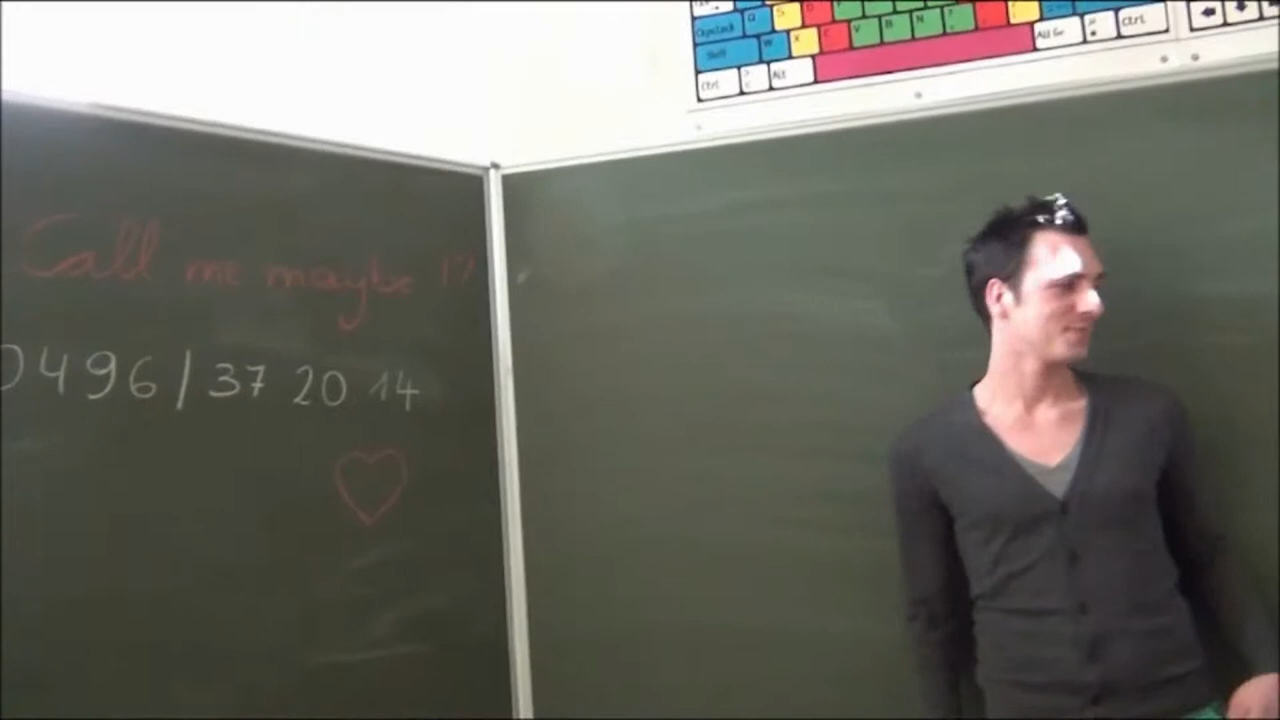 Q S D
CapsLock W X C V B N ?
Shift Alt Gr Ctrl
Ctrl > < Alt
Call me maybe !?
0496/37 20 14